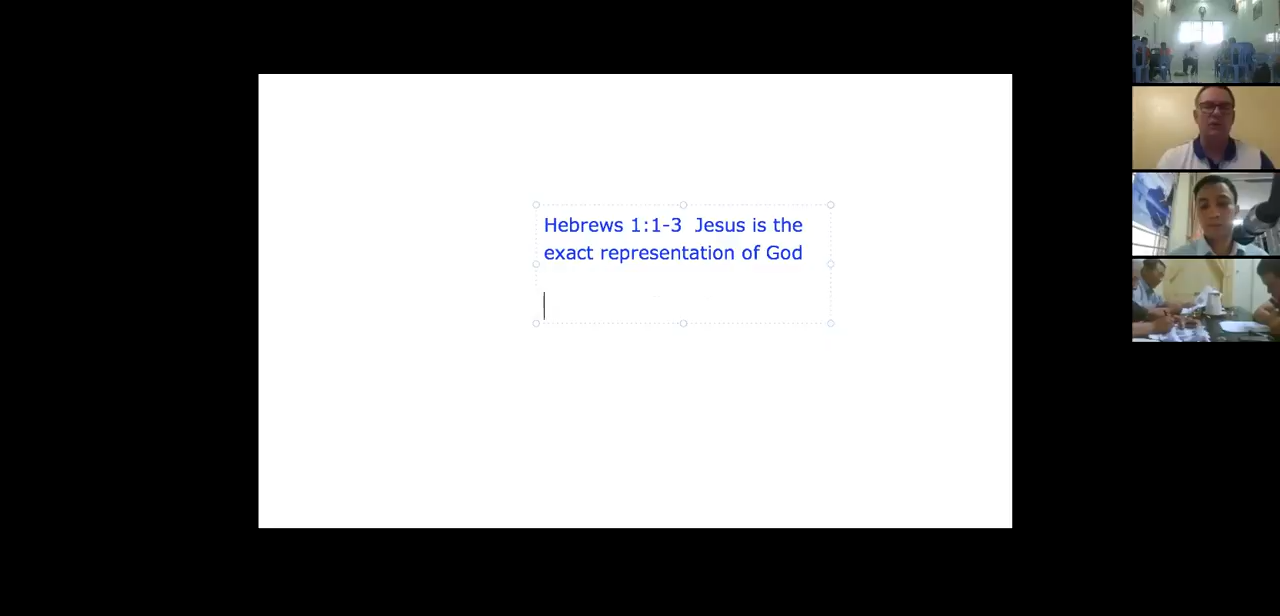 Hebrews 1:1-3  Jesus is the
exact representation of God